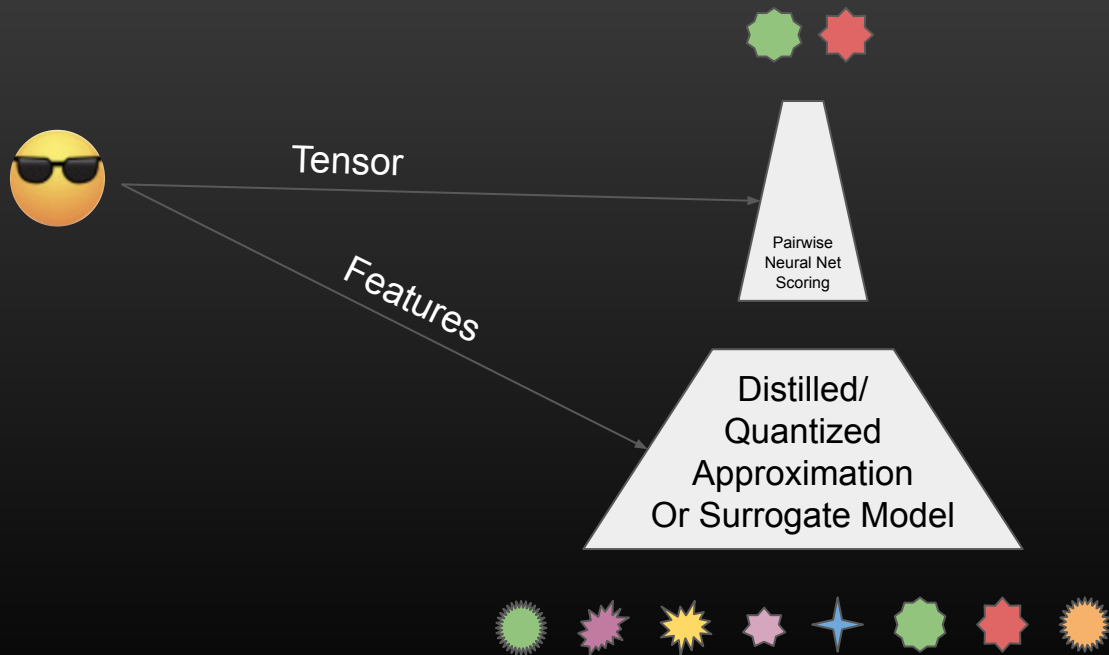 Tensor
Features
Pairwise
Neural Net
Scoring
Distilled/
Quantized
Approximation
Or Surrogate Model